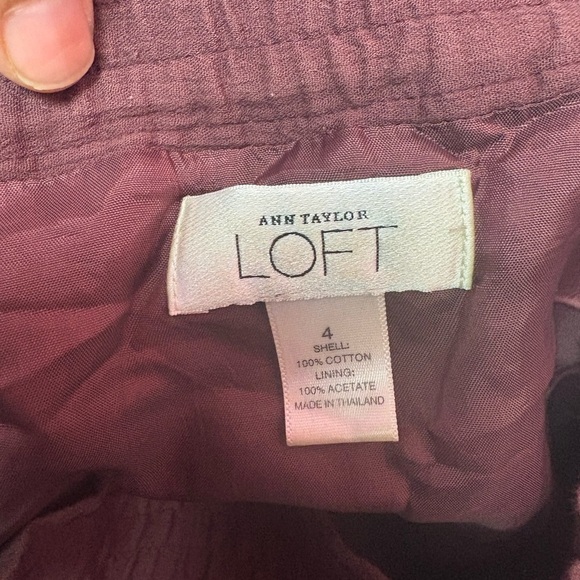 ANN TAYLOR
LOFT
4
SHELL:
100% COTTON
LINING:
100% ACETATE
MADE IN THAILAND